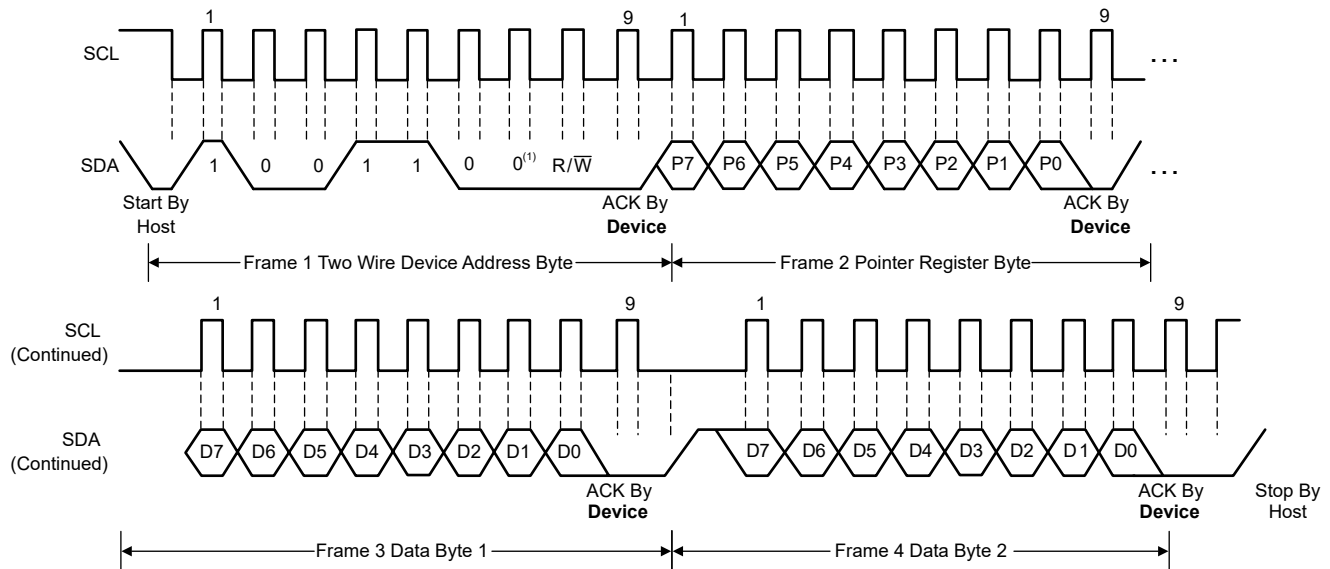 1 9 1 9
SCL ...
SDA 1 0 0 1 1 0 0(1) R/W̅ P7 P6 P5 P4 P3 P2 P1 P0 ...
Start By Host
ACK By Device
ACK By Device
Frame 1 Two Wire Device Address Byte Frame 2 Pointer Register Byte
1 9 1 9
SCL
(Continued)
SDA
(Continued)
D7 D6 D5 D4 D3 D2 D1 D0 D7 D6 D5 D4 D3 D2 D1 D0
ACK By
Device
ACK By
Device
Stop By
Host
Frame 3 Data Byte 1 Frame 4 Data Byte 2